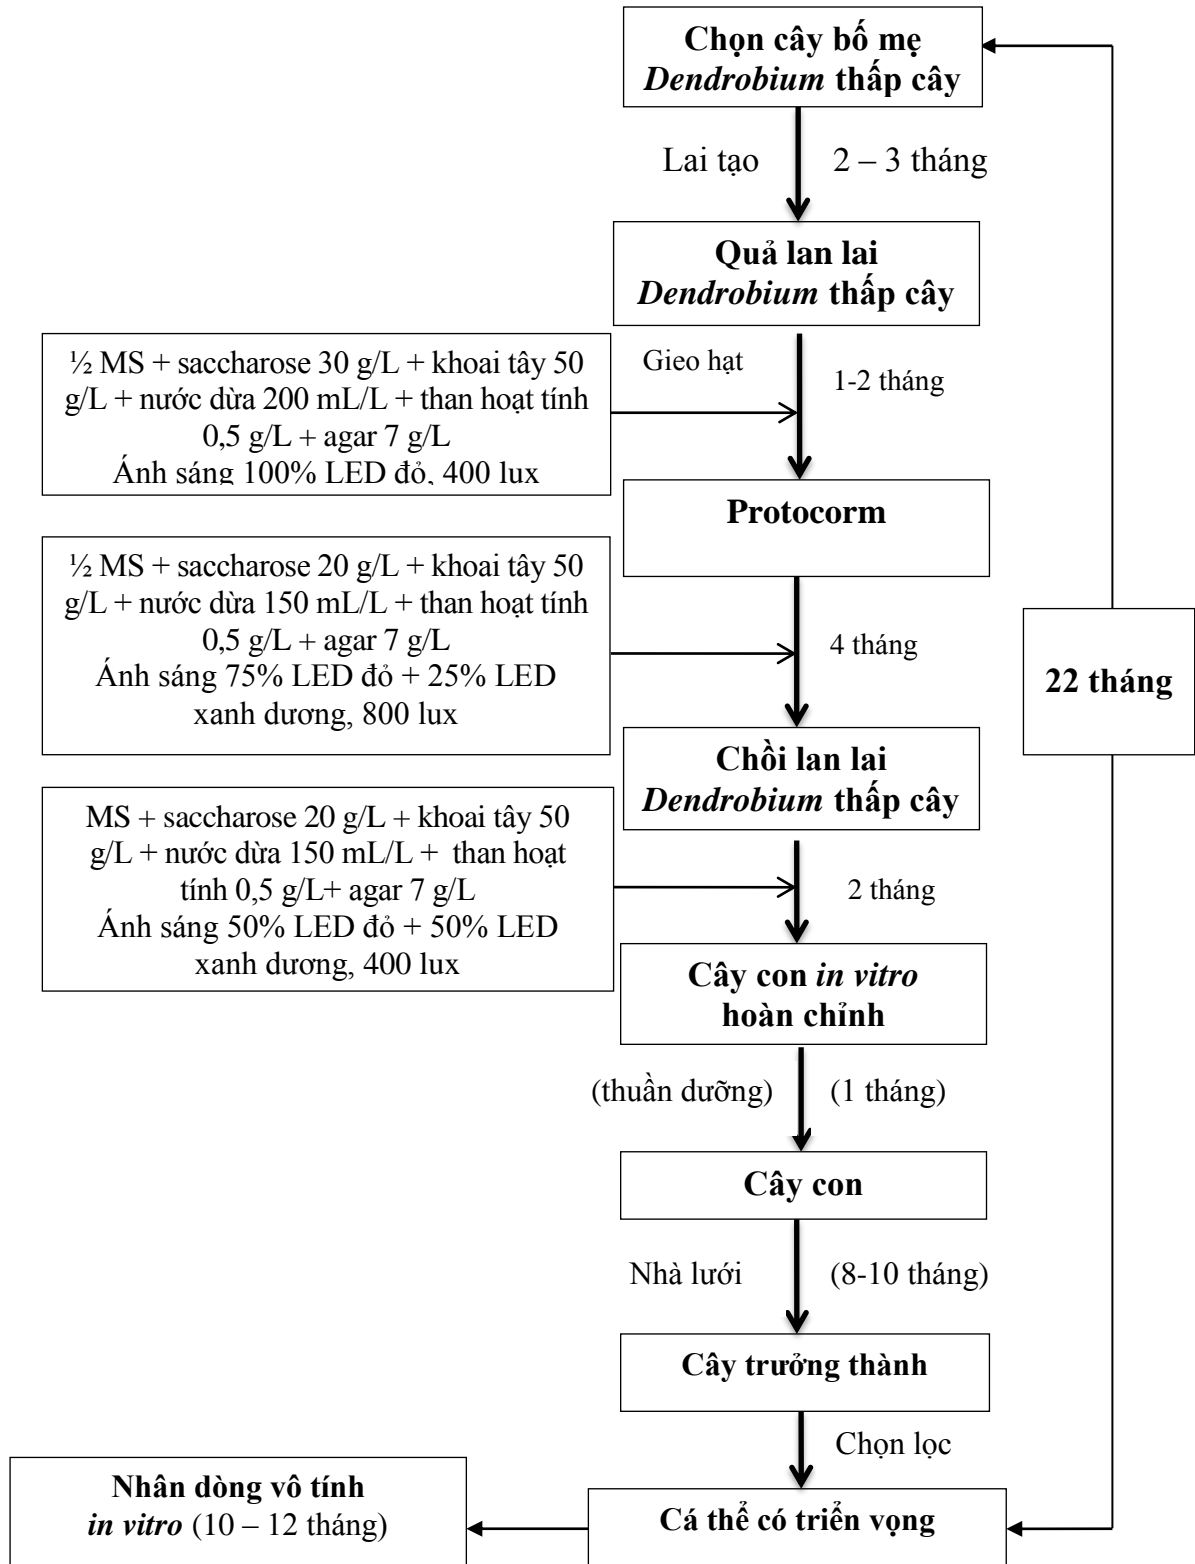 Chọn cây bố mẹ
Dendrobium thấp cây
Lai tạo
2 – 3 tháng
Quả lan lai
Dendrobium thấp cây
½ MS + saccharose 30 g/L + khoai tây 50
g/L + nước dừa 200 mL/L + than hoạt tính
0,5 g/L + agar 7 g/L
Ánh sáng 100% LED đỏ, 400 lux
Gieo hạt
1-2 tháng
Protocorm
½ MS + saccharose 20 g/L + khoai tây 50
g/L + nước dừa 150 mL/L + than hoạt tính
0,5 g/L + agar 7 g/L
Ánh sáng 75% LED đỏ + 25% LED
xanh dương, 800 lux
4 tháng
22 tháng
Chồi lan lai
Dendrobium thấp cây
MS + saccharose 20 g/L + khoai tây 50
g/L + nước dừa 150 mL/L + than hoạt
tính 0,5 g/L+ agar 7 g/L
Ánh sáng 50% LED đỏ + 50% LED
xanh dương, 400 lux
2 tháng
Cây con in vitro
hoàn chỉnh
(thuần dưỡng)
(1 tháng)
Cây con
Nhà lưới
(8-10 tháng)
Cây trưởng thành
Chọn lọc
Cá thể có triển vọng
Nhân dòng vô tính
in vitro (10 – 12 tháng)